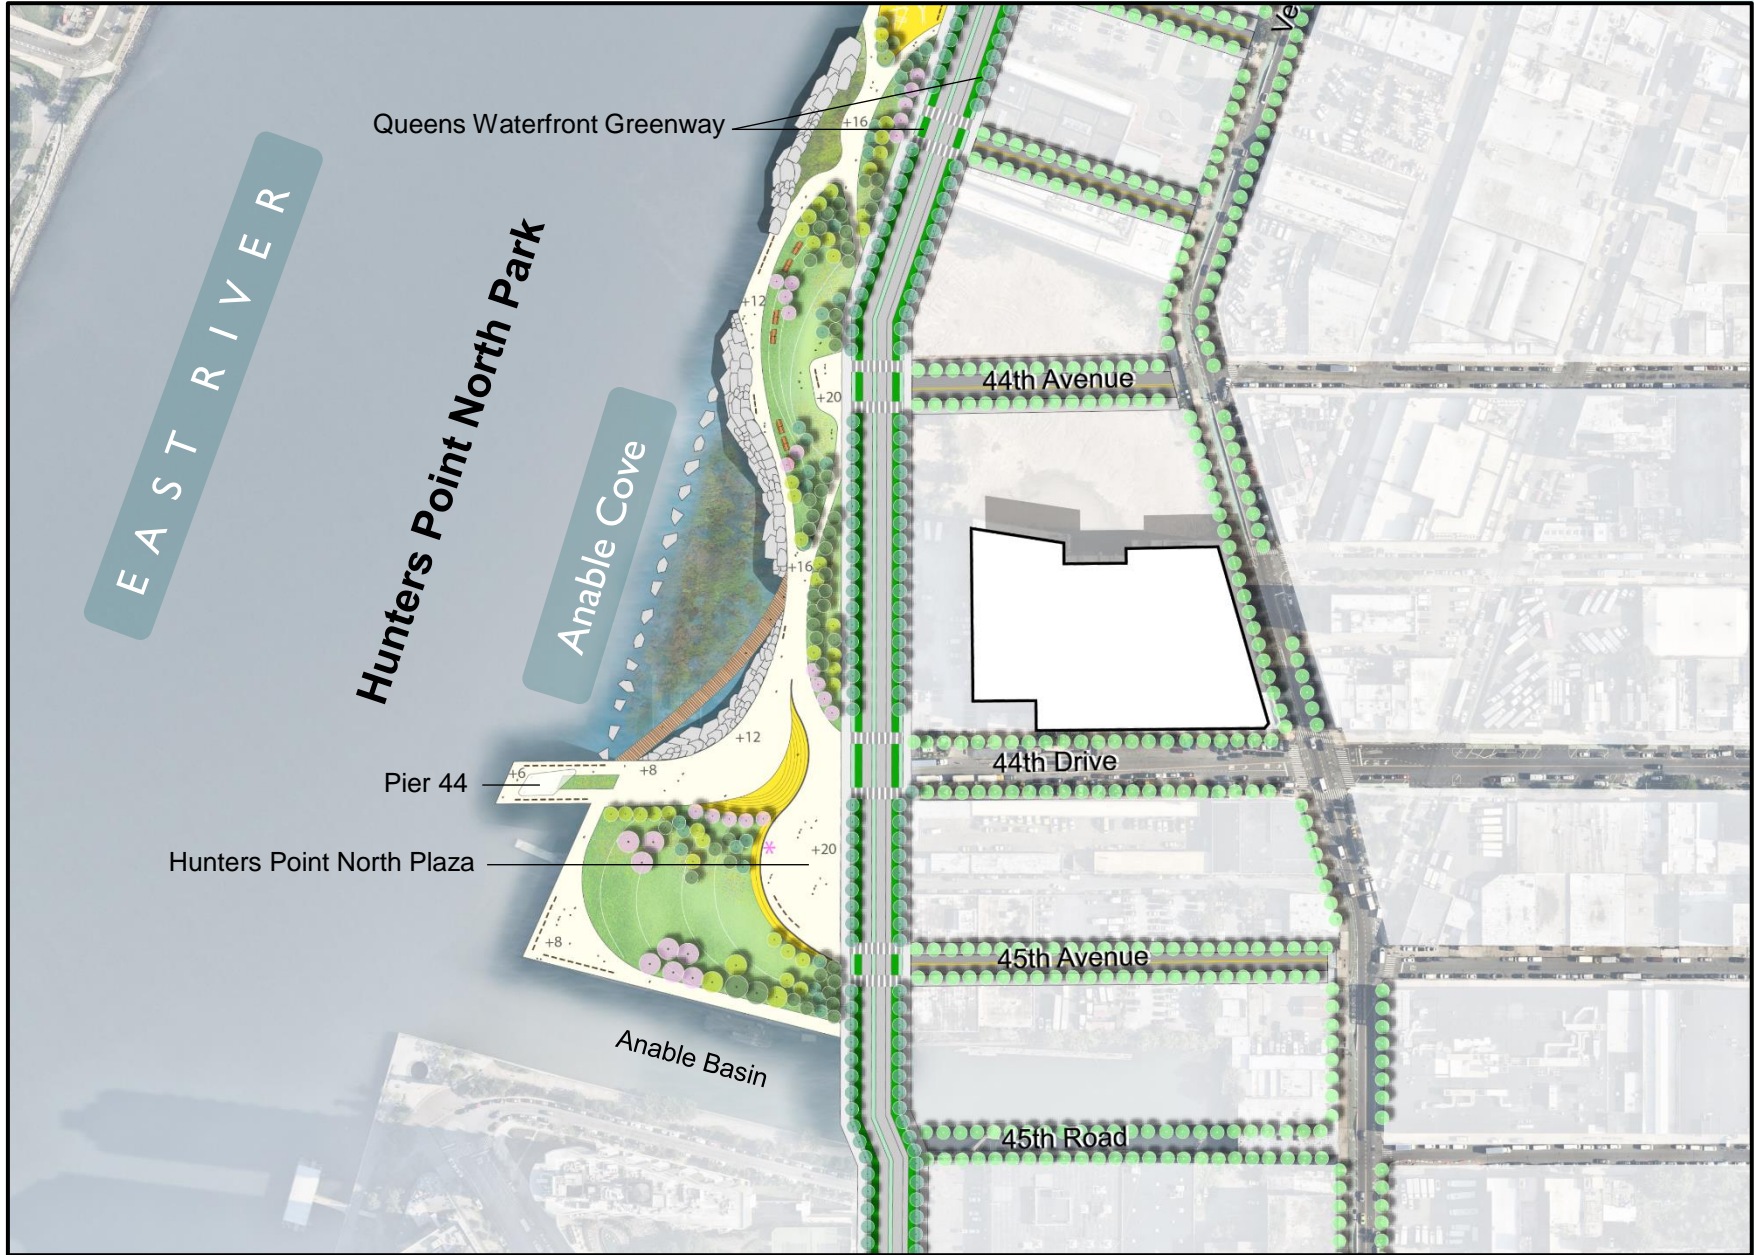 Ve
Queens Waterfront Greenway
+16
EAST RIVER
Hunters Point North Park
+12
44th Avenue
+20
Anable Cove
+16
+12
44th Drive
+6
+8
Pier 44
+20
Hunters Point North Plaza
+8
45th Avenue
Anable Basin
45th Road